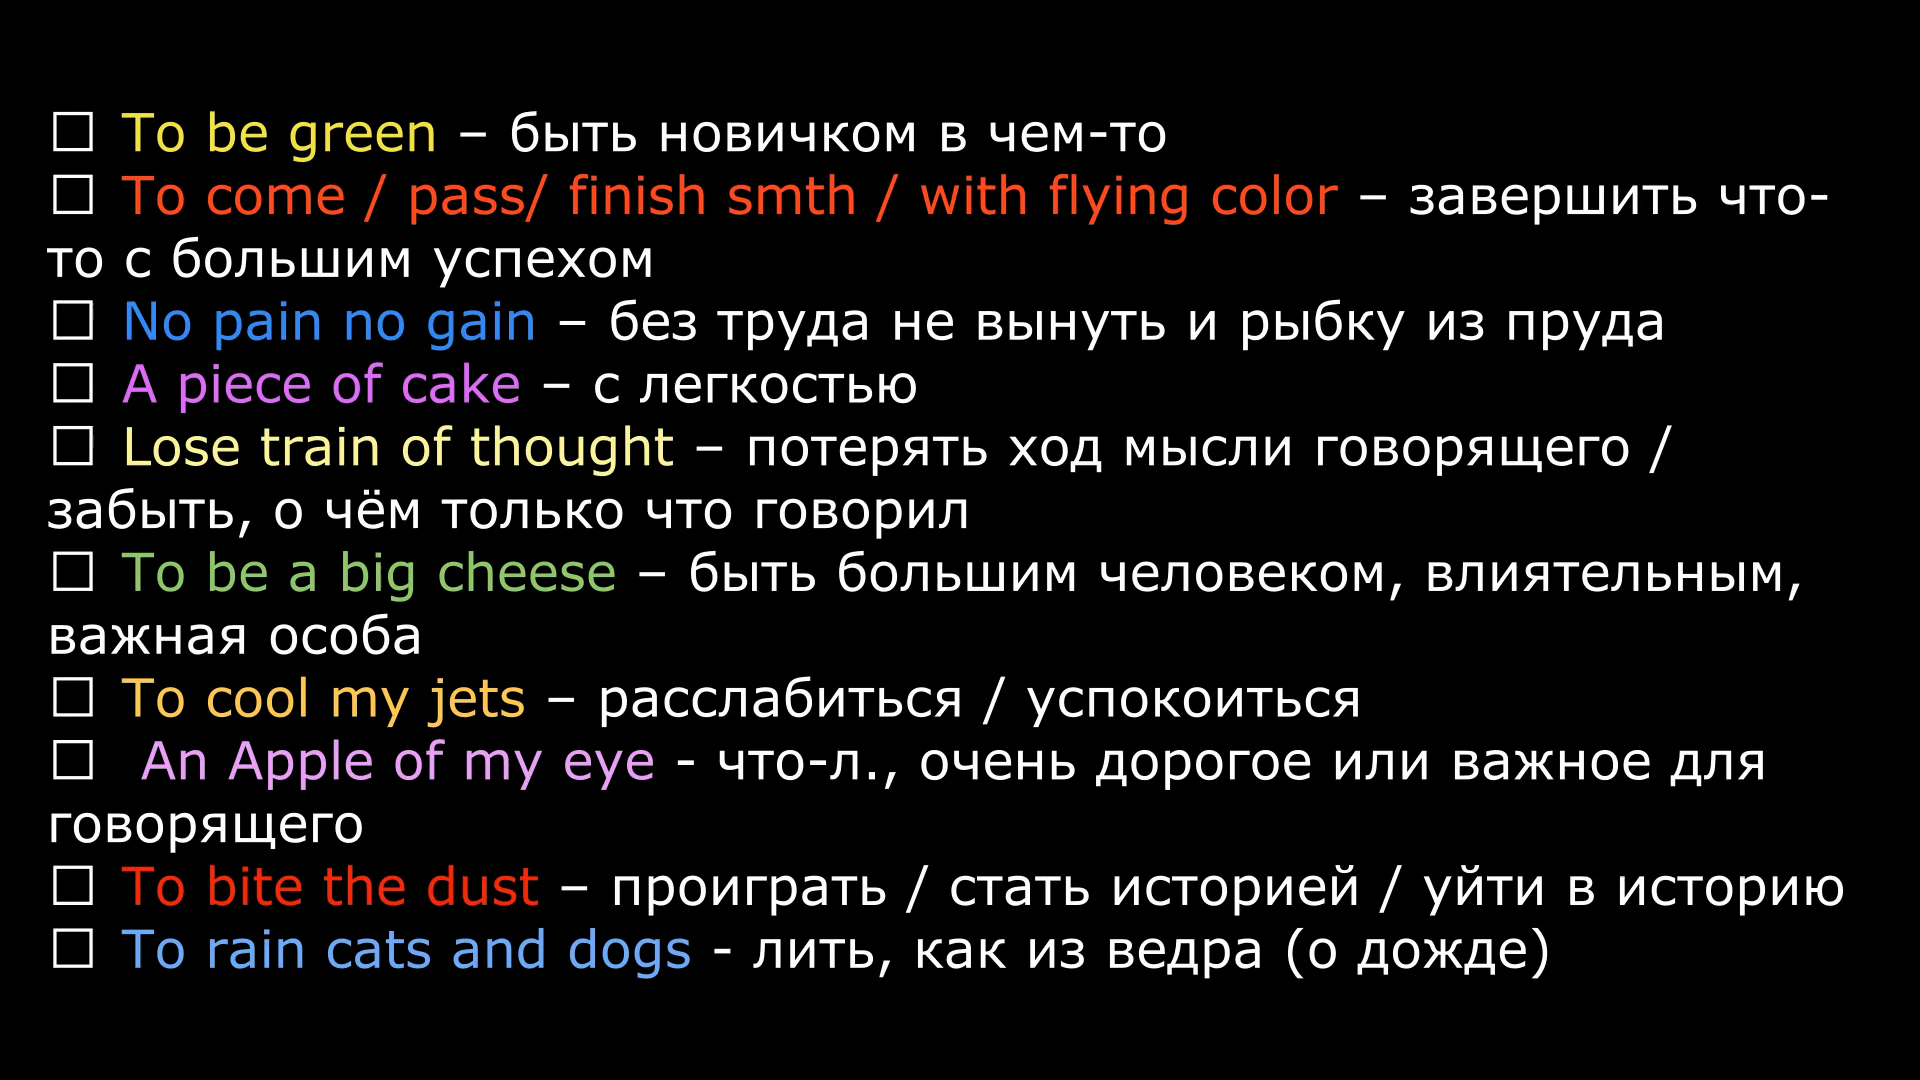 ☐ To be green – быть новичком в чем-то
☐ To come / pass/ finish smth / with flying color – завершить что-
то с большим успехом
☐ No pain no gain – без труда не вынуть и рыбку из пруда
☐ A piece of cake – с легкостью
☐ Lose train of thought – потерять ход мысли говорящего /
забыть, о чём только что говорил
☐ To be a big cheese – быть большим человеком, влиятельным,
важная особа
☐ To cool my jets – расслабиться / успокоиться
☐ An Apple of my eye - что-л., очень дорогое или важное для
говорящего
☐ To bite the dust – проиграть / стать историей / уйти в историю
☐ To rain cats and dogs - лить, как из ведра (о дожде)